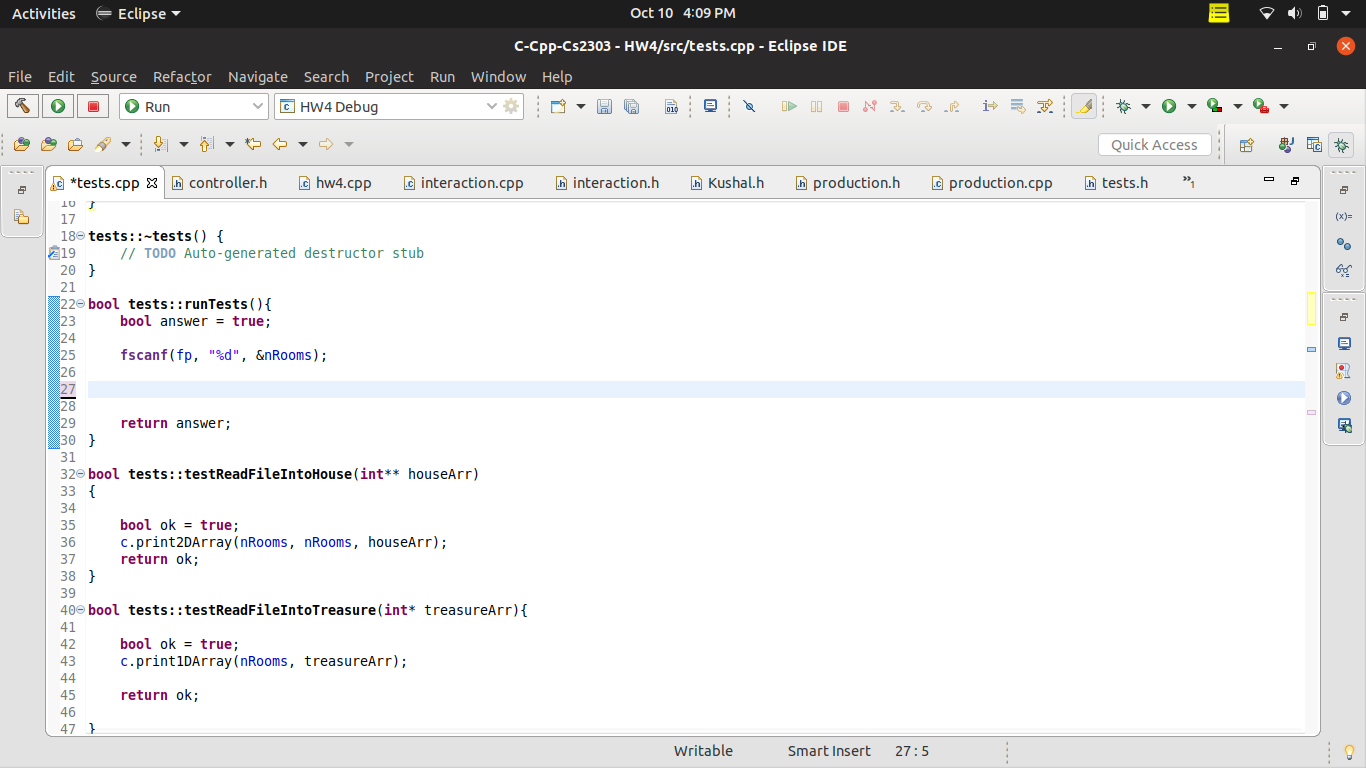 Activities Eclipse Oct 10 4:09 PM
C-Cpp-Cs2303 - HW4/src/tests.cpp - Eclipse IDE
File Edit Source Refactor Navigate Search Project Run Window Help
Run HW4 Debug 010
Quick Access
*tests.cpp controller.h hw4.cpp interaction.cpp interaction.h Kushal.h production.h production.cpp tests.h »1
16 }
17
18 tests::~tests() {
19 // TODO Auto-generated destructor stub
20 }
21
22 bool tests::runTests(){
23 bool answer = true;
24
25 fscanf(fp, "%d", &nRooms);
26
27
28
29 return answer;
30 }
31
32 bool tests::testReadFileIntoHouse(int** houseArr)
33 {
34
35 bool ok = true;
36 c.print2DArray(nRooms, nRooms, houseArr);
37 return ok;
38 }
39
40 bool tests::testReadFileIntoTreasure(int* treasureArr){
41
42 bool ok = true;
43 c.print1DArray(nRooms, treasureArr);
44
45 return ok;
46
47 }
(x)=
Writable Smart Insert 27 : 5